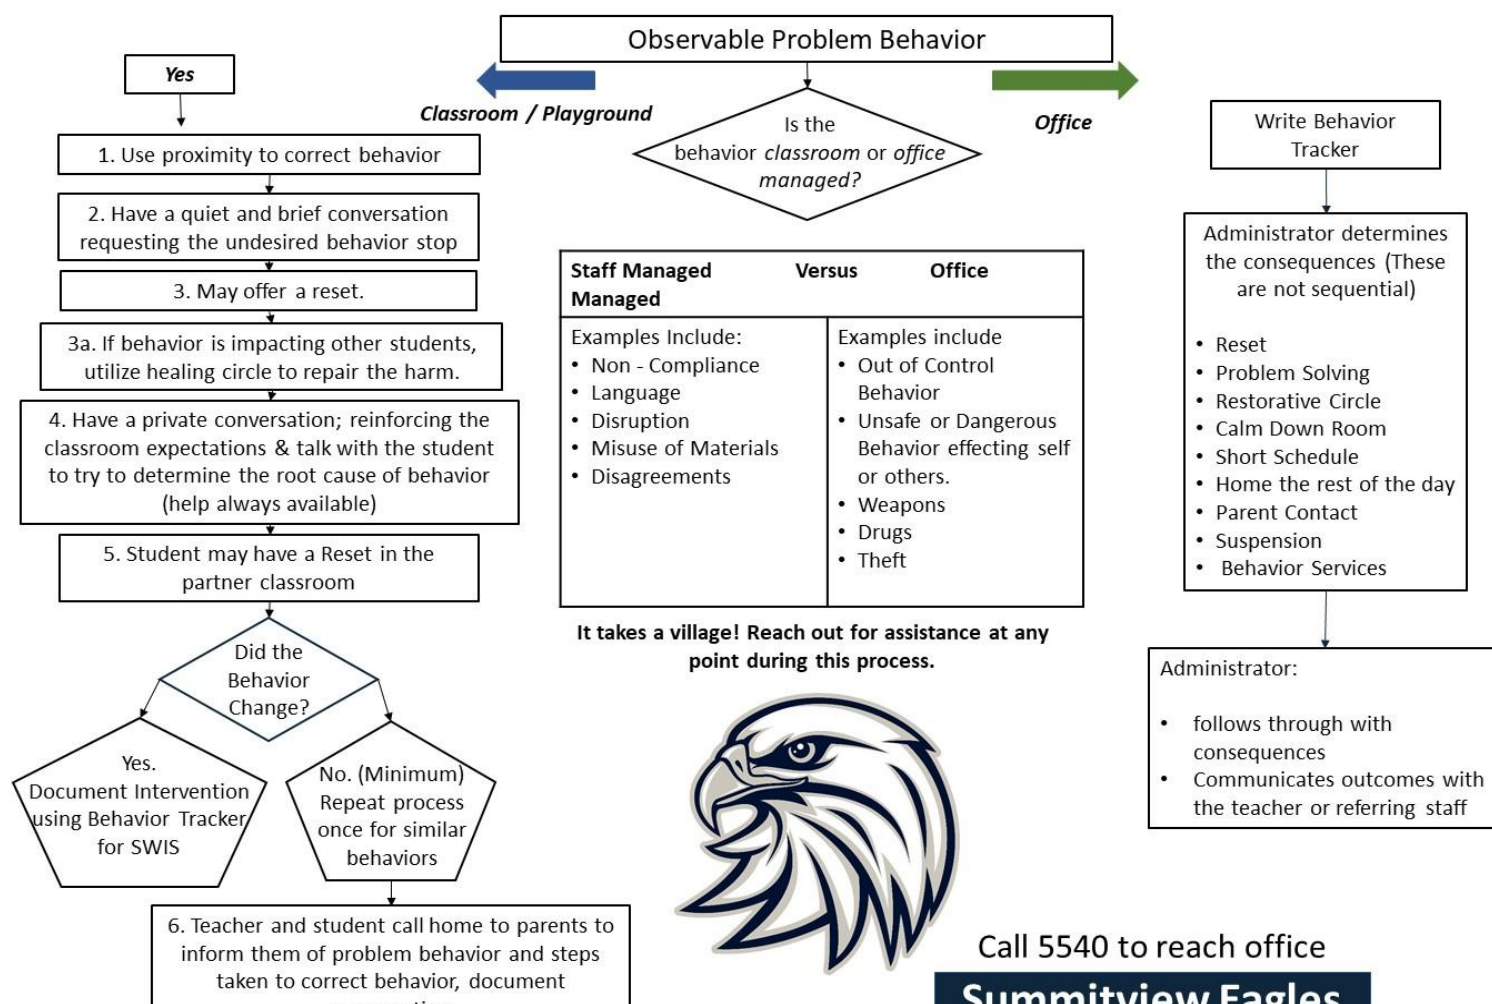 Observable Problem Behavior
Yes
Classroom / Playground
Is the
behavior classroom or office
managed?
Office
1. Use proximity to correct behavior
2. Have a quiet and brief conversation
requesting the undesired behavior stop
3. May offer a reset.
3a. If behavior is impacting other students,
utilize healing circle to repair the harm.
4. Have a private conversation; reinforcing the
classroom expectations & talk with the student
to try to determine the root cause of behavior
(help always available)
5. Student may have a Reset in the
partner classroom
Did the
Behavior
Change?
Yes.
Document Intervention
using Behavior Tracker
for SWIS
No. (Minimum)
Repeat process
once for similar
behaviors
6. Teacher and student call home to parents to
inform them of problem behavior and steps
taken to correct behavior, document
Staff Managed Versus Office
Managed
Examples Include:
• Non - Compliance
• Language
• Disruption
• Misuse of Materials
• Disagreements
Examples include
• Out of Control
Behavior
• Unsafe or Dangerous
Behavior effecting self
or others.
• Weapons
• Drugs
• Theft
It takes a village! Reach out for assistance at any
point during this process.
Write Behavior
Tracker
Administrator determines
the consequences (These
are not sequential)
• Reset
• Problem Solving
• Restorative Circle
• Calm Down Room
• Short Schedule
• Home the rest of the day
• Parent Contact
• Suspension
• Behavior Services
Administrator:
• follows through with
consequences
• Communicates outcomes with
the teacher or referring staff
Call 5540 to reach office
Summitview Eagles